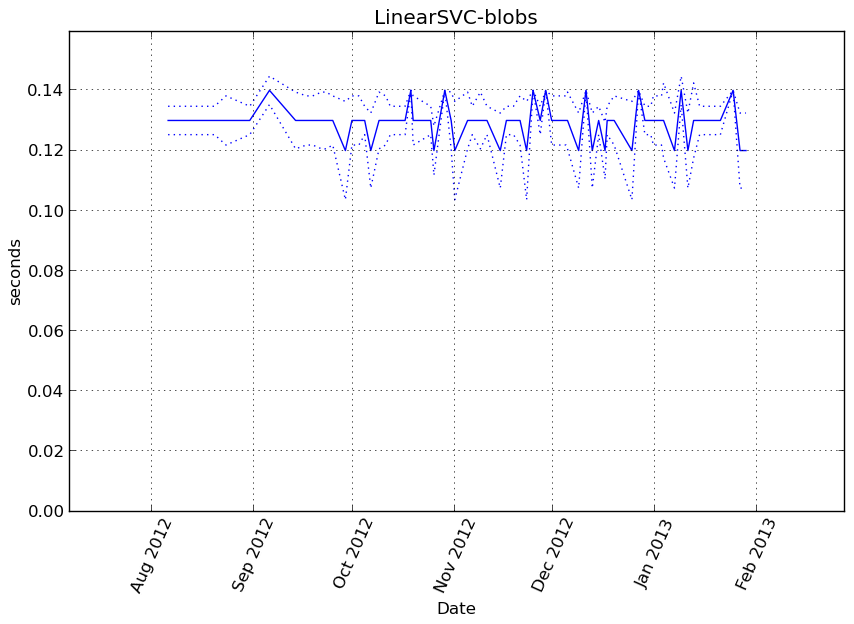 LinearSVC-blobs
0.14
0.12
0.10
0.08
0.06
0.04
0.02
0.00
seconds
Aug 2012
Sep 2012
Oct 2012
Nov 2012
Dec 2012
Jan 2013
Feb 2013
Date